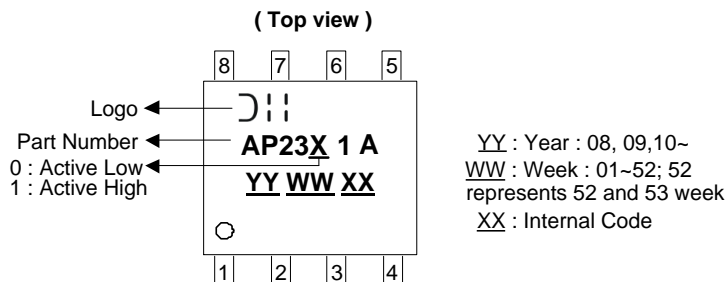 ( Top view )
8 7 6 5
Logo
Part Number
0 : Active Low
1 : Active High
AP23X 1 A
YY WW XX
1 2 3 4
YY : Year : 08, 09,10~
WW : Week : 01~52; 52
represents 52 and 53 week
XX : Internal Code